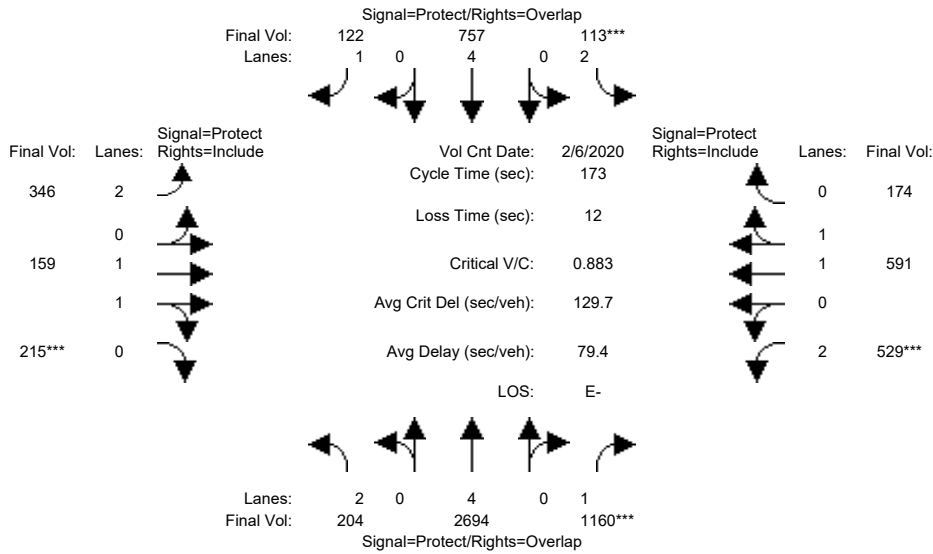 Signal=Protect/Rights=Overlap
Final Vol: 122 757 113***
Lanes: 1 0 4 0 2
Signal=Protect
Final Vol: Lanes: Rights=Include
Vol Cnt Date: 2/6/2020
Signal=Protect
Rights=Include Lanes: Final Vol:
Cycle Time (sec): 173
346 2
0 174
Loss Time (sec): 12
0
1
159 1
Critical V/C: 0.883
1 591
1
Avg Crit Del (sec/veh): 129.7
0
215*** 0
Avg Delay (sec/veh): 79.4
2 529***
LOS: E-
Lanes: 2 0 4 0 1
Final Vol: 204 2694 1160***
Signal=Protect/Rights=Overlap